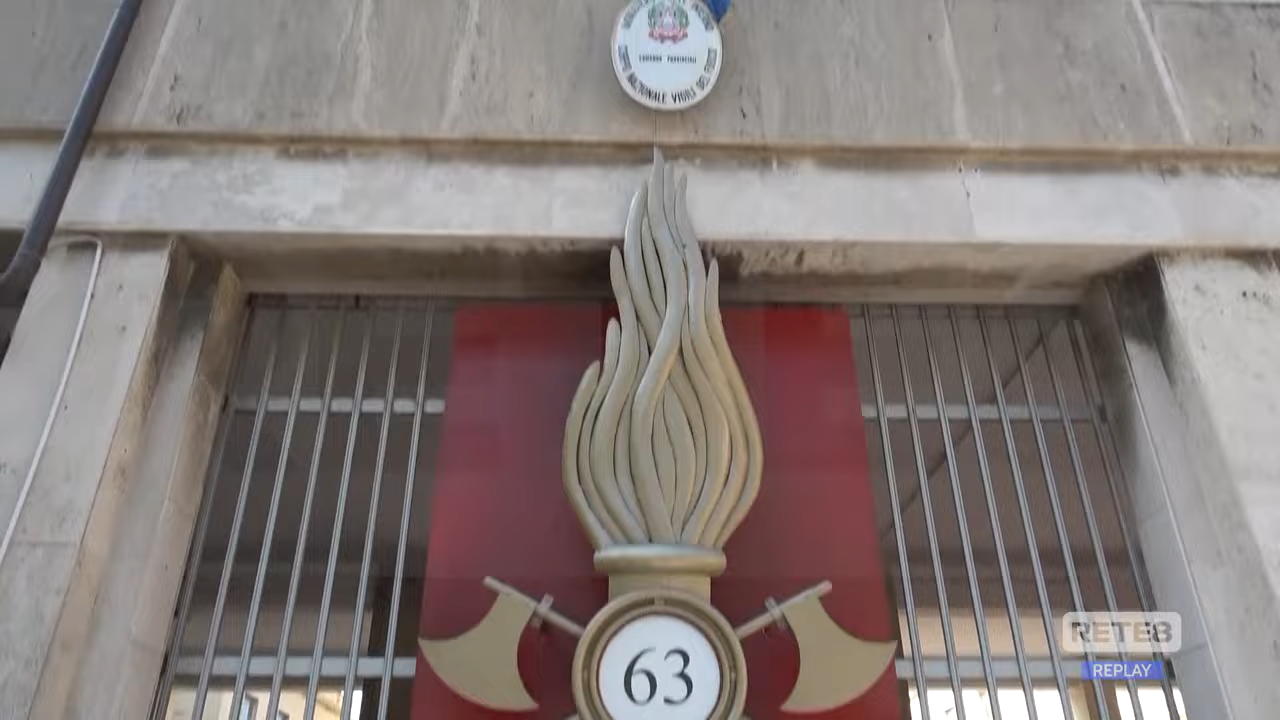 COMANDO PROVINCIALE
CORPO NAZIONALE VIGILI DEL FUOCO
63
RETE8
REPLAY